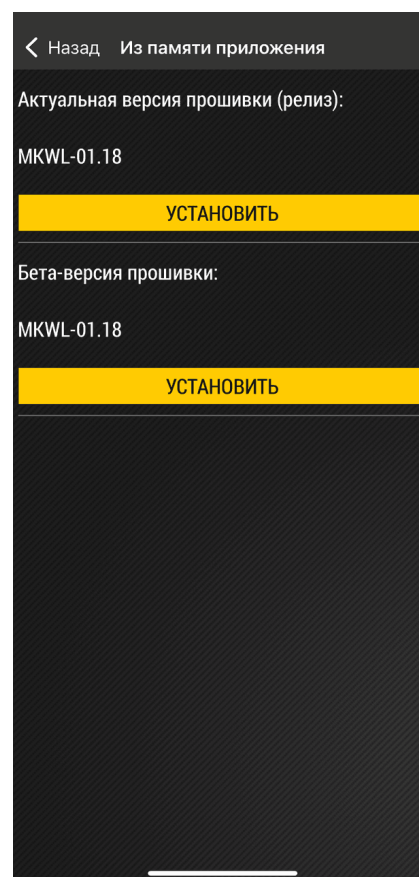 Назад Из памяти приложения
Актуальная версия прошивки (релиз):
MKWL-01.18
УСТАНОВИТЬ
Бета-версия прошивки:
MKWL-01.18
УСТАНОВИТЬ